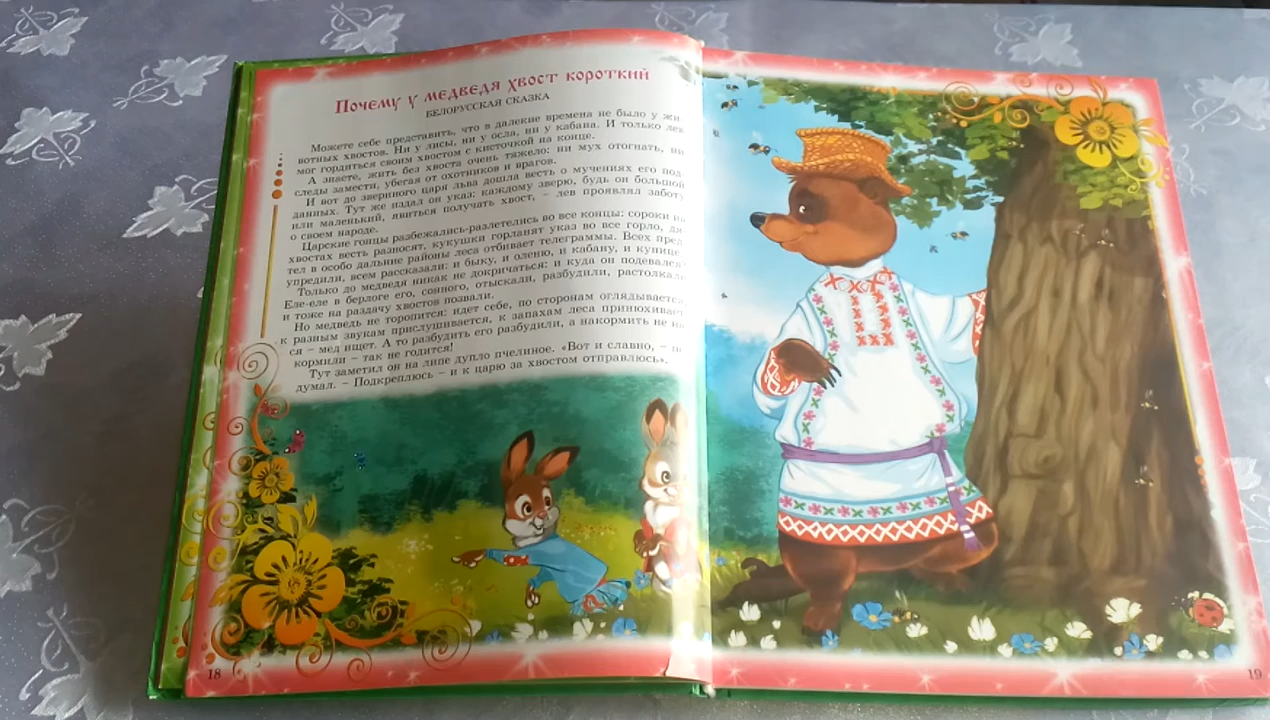 Почему у медведя хвост короткий
БЕЛОРУССКАЯ СКАЗКА
Можете себе представить, что в далекие времена не было у жи-
вотных хвостов. Ни у лисы, ни у осла, ни у кабана. И только лев
мог гордиться своим хвостом с кисточкой на конце.
А знаете, жить без хвоста очень тяжело: ни мух отогнать, ни
следы замести, убегая от охотников и врагов.
И вот до звериного царя льва дошла весть о мучениях его под-
данных. Тут же издал он указ: каждому зверю, будь он большой
или маленький, явиться получать хвост, – лев проявлял заботу
о своем народе.
Царские гонцы разбежались-разлетелись во все концы: сороки на
хвостах весть разносят, кукушки горланят указ во все горло, дя-
тел в особо дальние районы леса отбивает телеграммы. Всех пред-
упредили, всем рассказали: и быку, и оленю, и кабану, и кунице.
Только до медведя никак не докричаться: и куда он подевался?
Еле-еле в берлоге его, сонного, отыскали, разбудили, растолкали
и тоже на раздачу хвостов позвали.
Но медведь не торопится: идет себе, по сторонам оглядывается,
к разным звукам прислушивается, к запахам леса принюхивает-
ся – мед ищет. А то разбудить его разбудили, а накормить не на-
кормили – так не годится!
Тут заметил он на липе дупло пчелиное. «Вот и славно, –
думал. – Подкреплюсь – и к царю за хвостом отправлюсь».
18
19